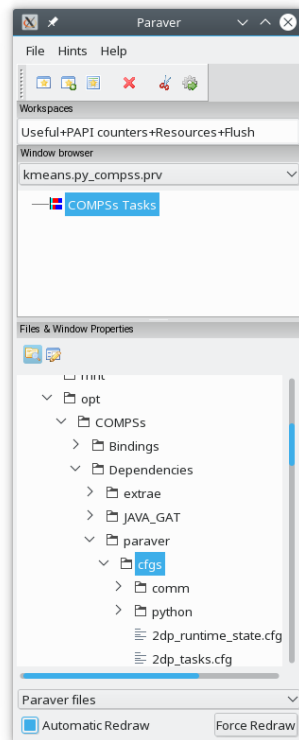 Paraver
File Hints Help
Workspaces
Useful+PAPI counters+Resources+Flush
Window browser
kmeans.py_compss.prv
COMPSs Tasks
Files & Window Properties
mnt
opt
COMPSs
Bindings
Dependencies
extrae
JAVA_GAT
paraver
cfgs
comm
python
2dp_runtime_state.cfg
2dp_tasks.cfg
Paraver files
Automatic Redraw Force Redraw